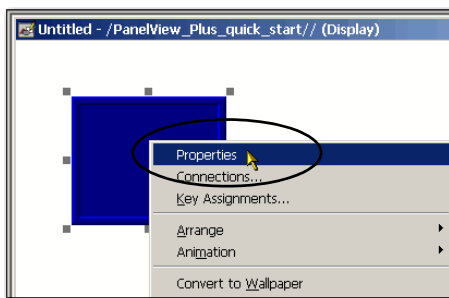 Untitled - /PanelView_Plus_quick_start// (Display)
Properties
Connections...
Key Assignments...
Arrange
Animation
Convert to Wallpaper